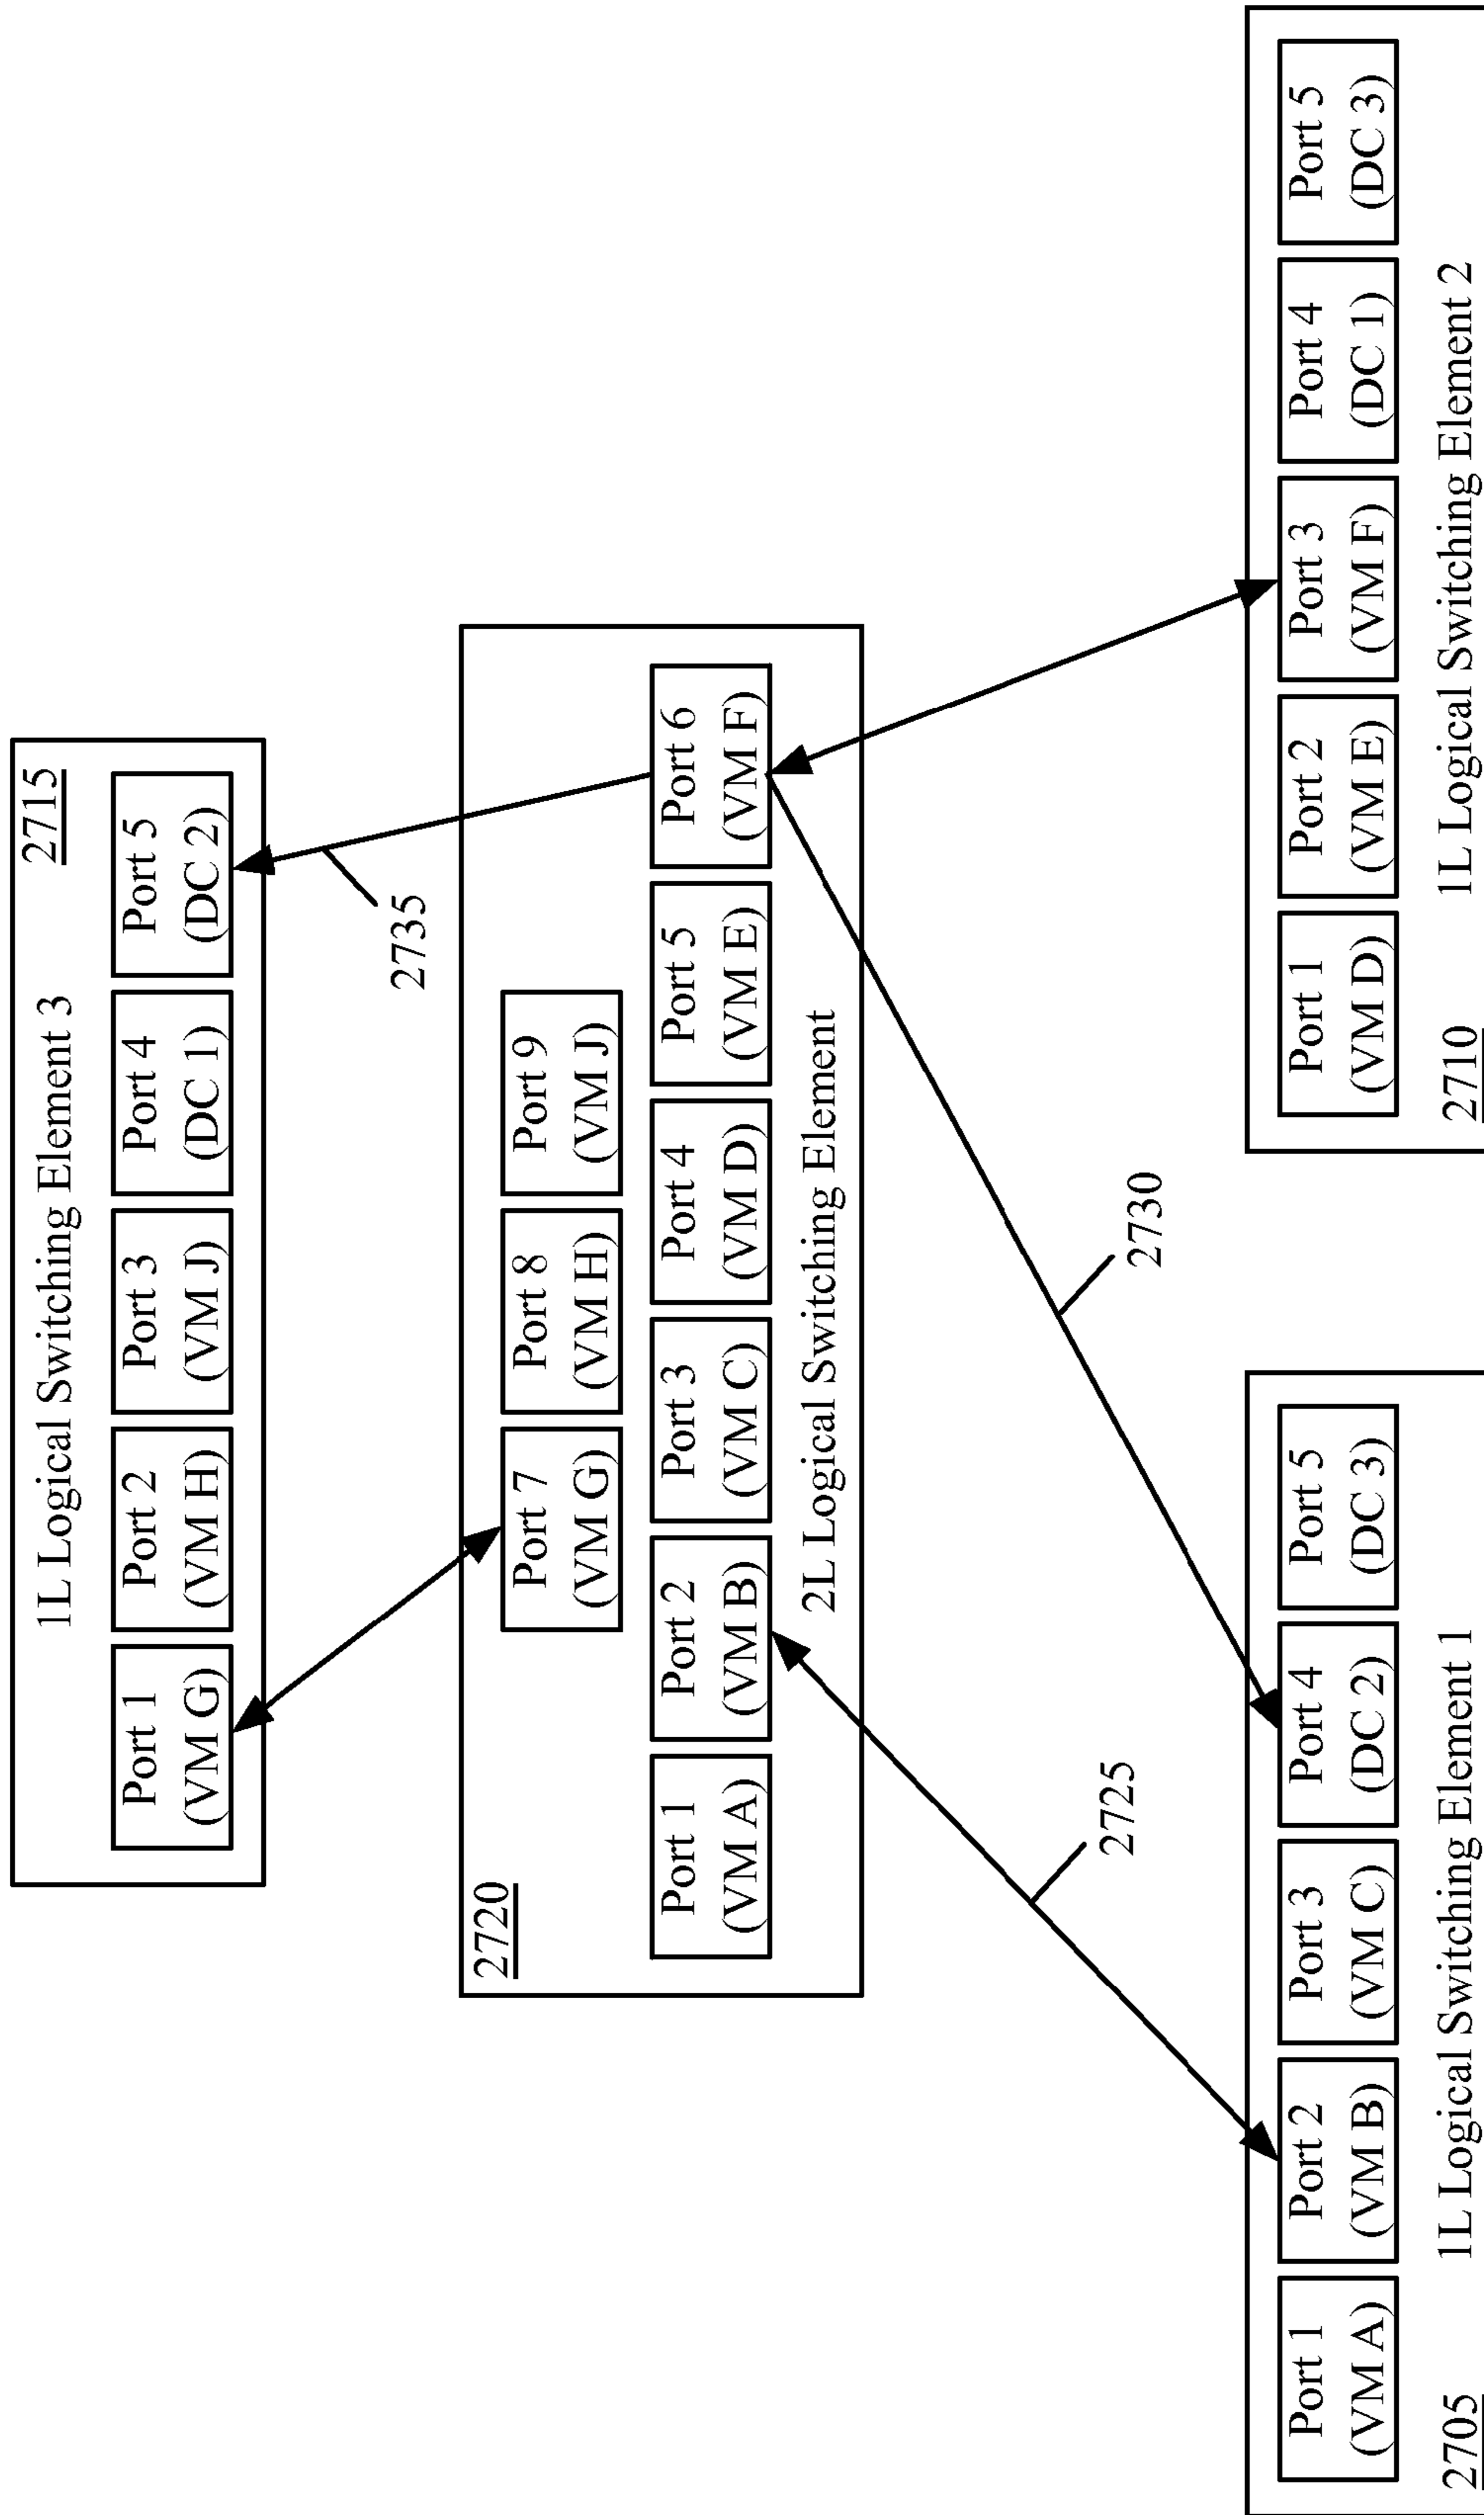 1L Logical Switching Element 3
2715
Port 1
(VM G)
Port 2
(VM H)
Port 3
(VM J)
Port 4
(DC 1)
Port 5
(DC 2)
2735
2720
Port 7
(VM G)
Port 8
(VM H)
Port 9
(VM J)
Port 1
(VM A)
Port 2
(VM B)
Port 3
(VM C)
Port 4
(VM D)
Port 5
(VM E)
Port 6
(VM F)
2L Logical Switching Element
2725
2730
Port 1
(VM A)
Port 2
(VM B)
Port 3
(VM C)
Port 4
(DC 2)
Port 5
(DC 3)
2705
1L Logical Switching Element 1
Port 1
(VM D)
Port 2
(VM E)
Port 3
(VM F)
Port 4
(DC 1)
Port 5
(DC 3)
2710
1L Logical Switching Element 2